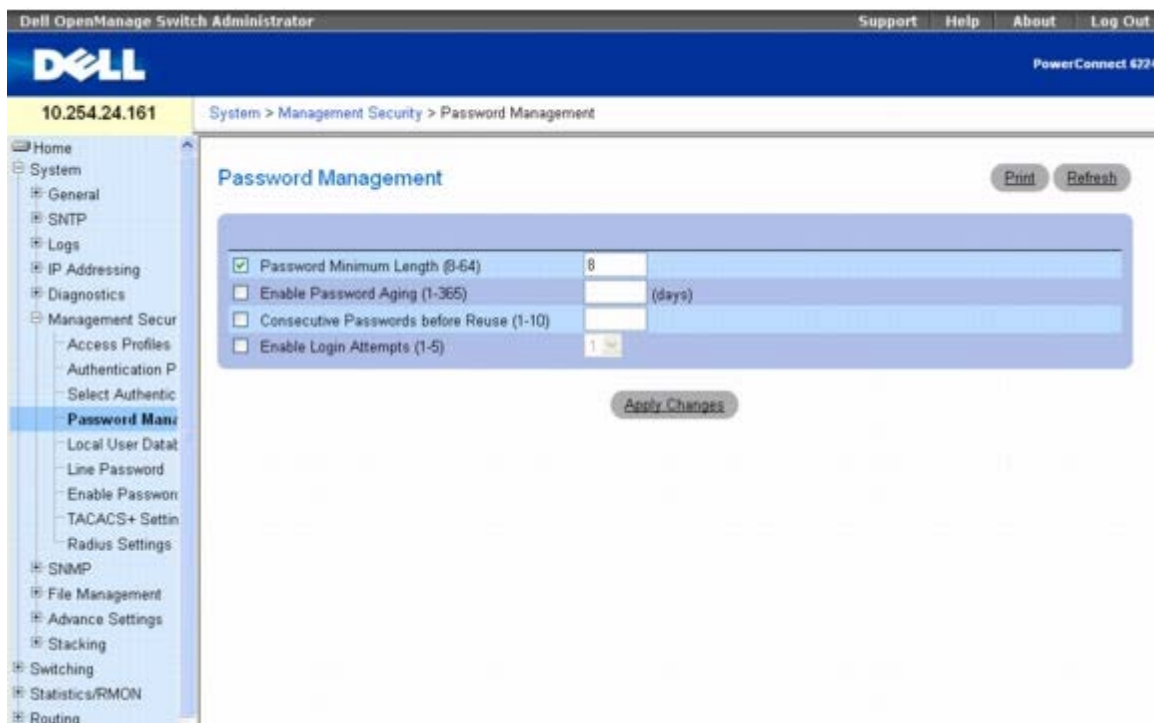 Dell OpenManage Switch Administrator Support Help About Log Out
DELL
PowerConnect 6224
10.254.24.161
System > Management Security > Password Management
Home
System
General
SNTP
Logs
IP Addressing
Diagnostics
Management Secur
Access Profiles
Authentication P
Select Authentic
Password Mana
Local User Datab
Line Password
Enable Passwor
TACACS+ Settin
Radius Settings
SNMP
File Management
Advance Settings
Stacking
Switching
Statistics/RMON
Routing
Password Management
Print Refresh
Password Minimum Length (8-64) 8
Enable Password Aging (1-365) (days)
Consecutive Passwords before Reuse (1-10)
Enable Login Attempts (1-5) 1
Apply Changes